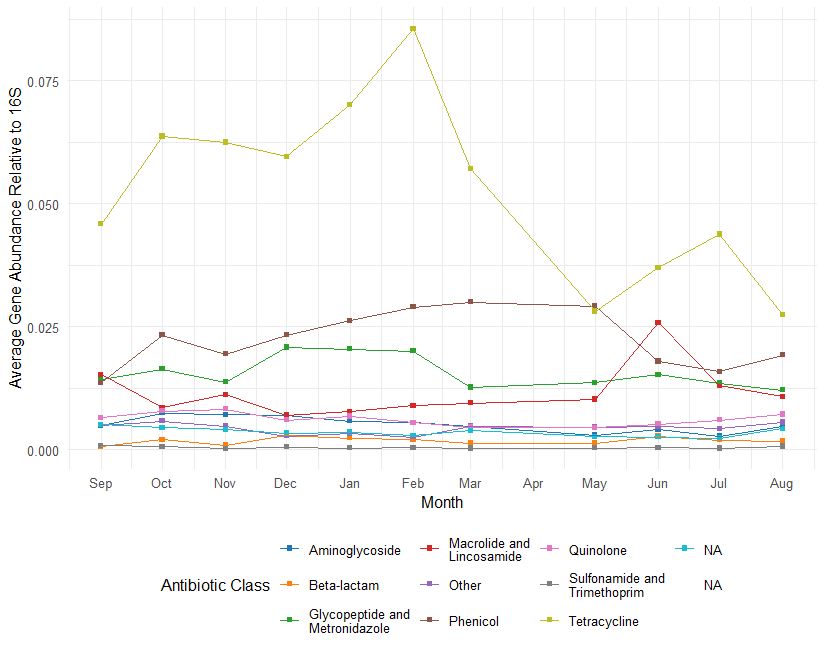 Average Gene Abundance Relative to 16S
0.075
0.050
0.025
0.000
Sep Oct Nov Dec Jan Feb Mar Apr May Jun Jul Aug
Month
Antibiotic Class
Aminoglycoside
Beta-lactam
Glycopeptide and
Metronidazole
Macrolide and
Lincosamide
Other
Phenicol
Quinolone
Sulfonamide and
Trimethoprim
Tetracycline
NA
NA